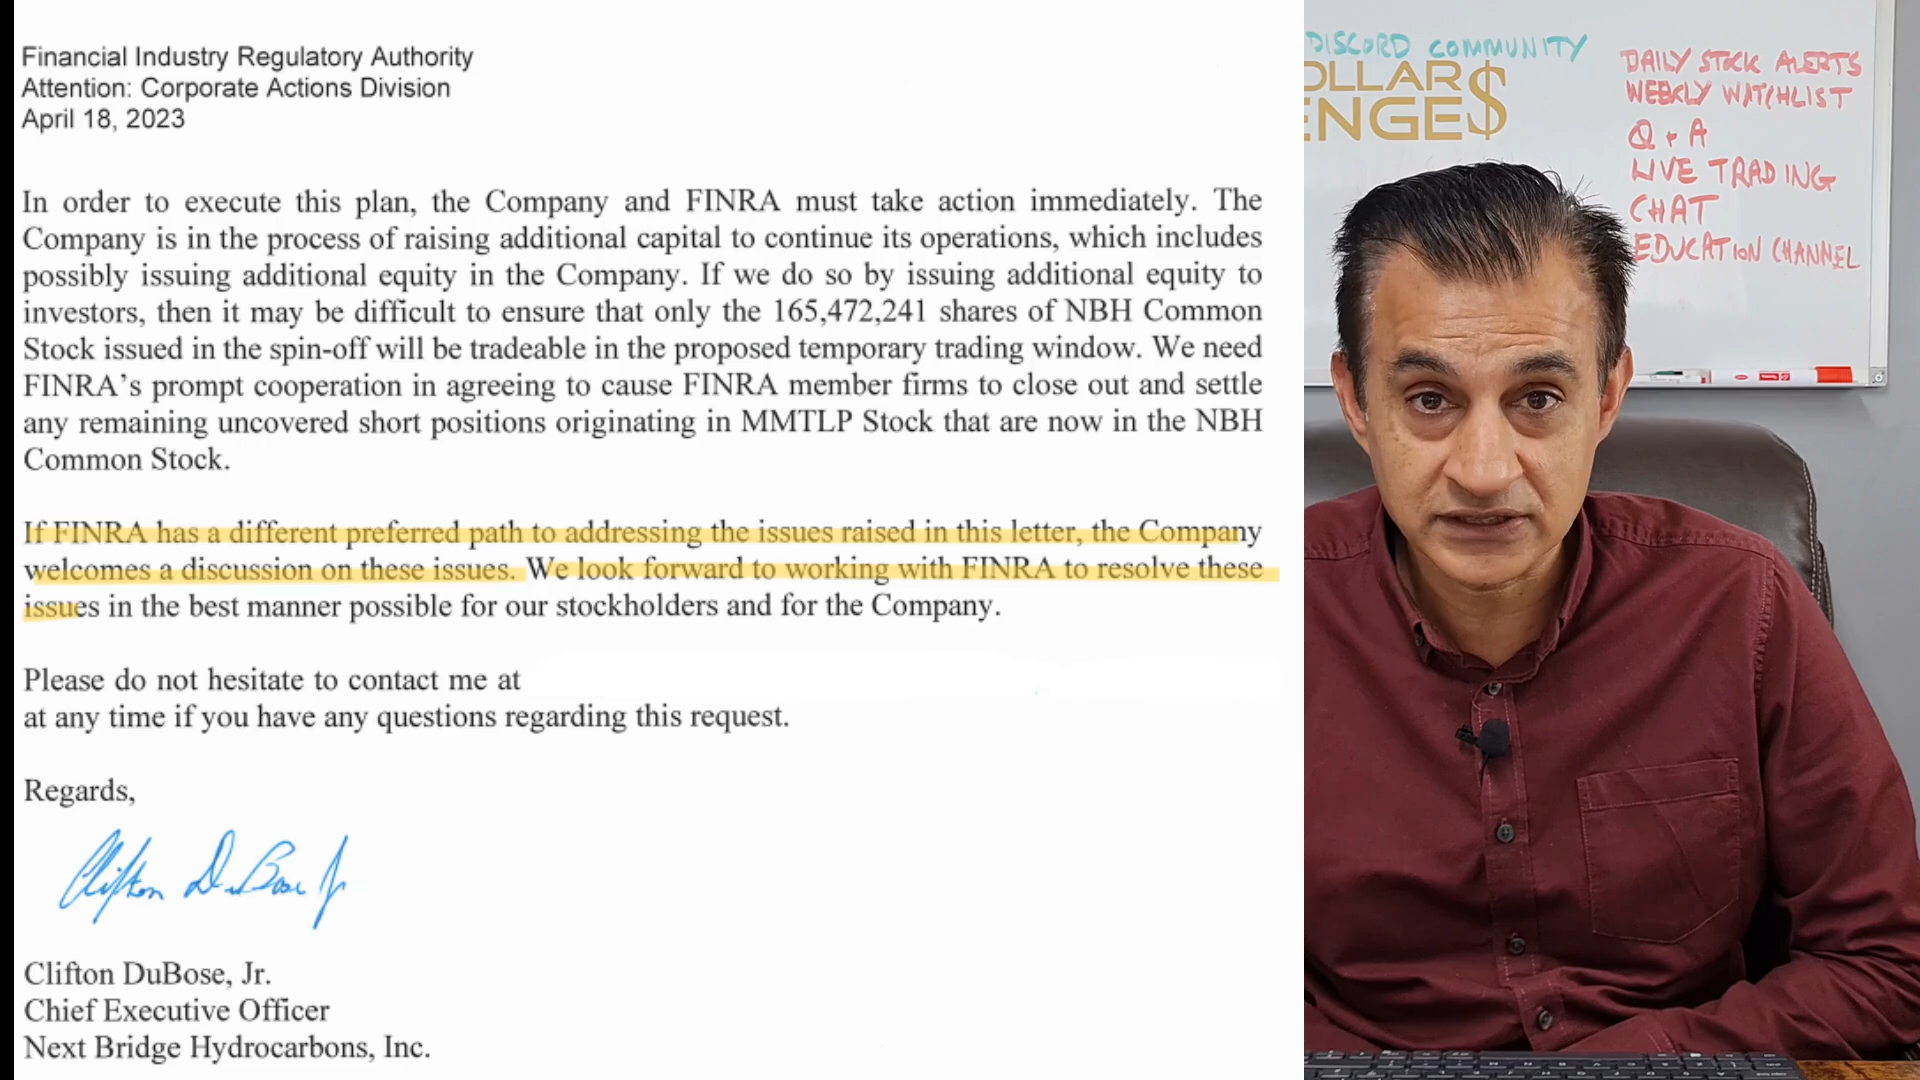 Financial Industry Regulatory Authority
Attention: Corporate Actions Division
April 18, 2023
In order to execute this plan, the Company and FINRA must take action immediately. The
Company is in the process of raising additional capital to continue its operations, which includes
possibly issuing additional equity in the Company. If we do so by issuing additional equity to
investors, then it may be difficult to ensure that only the 165,472,241 shares of NBH Common
Stock issued in the spin-off will be tradeable in the proposed temporary trading window. We need
FINRA's prompt cooperation in agreeing to cause FINRA member firms to close out and settle
any remaining uncovered short positions originating in MMTLP Stock that are now in the NBH
Common Stock.
If FINRA has a different preferred path to addressing the issues raised in this letter, the Company
welcomes a discussion on these issues. We look forward to working with FINRA to resolve these
issues in the best manner possible for our stockholders and for the Company.
Please do not hesitate to contact me at
at any time if you have any questions regarding this request.
Regards,
Clifton DuBose Jr
Clifton DuBose, Jr.
Chief Executive Officer
Next Bridge Hydrocarbons, Inc.
DISCORD COMMUNITY
OLLAR
ENGE$
DAILY STOCK ALERTS
WEEKLY WATCHLIST
Q + A
LIVE TRADING
CHAT
EDUCATION CHANNEL